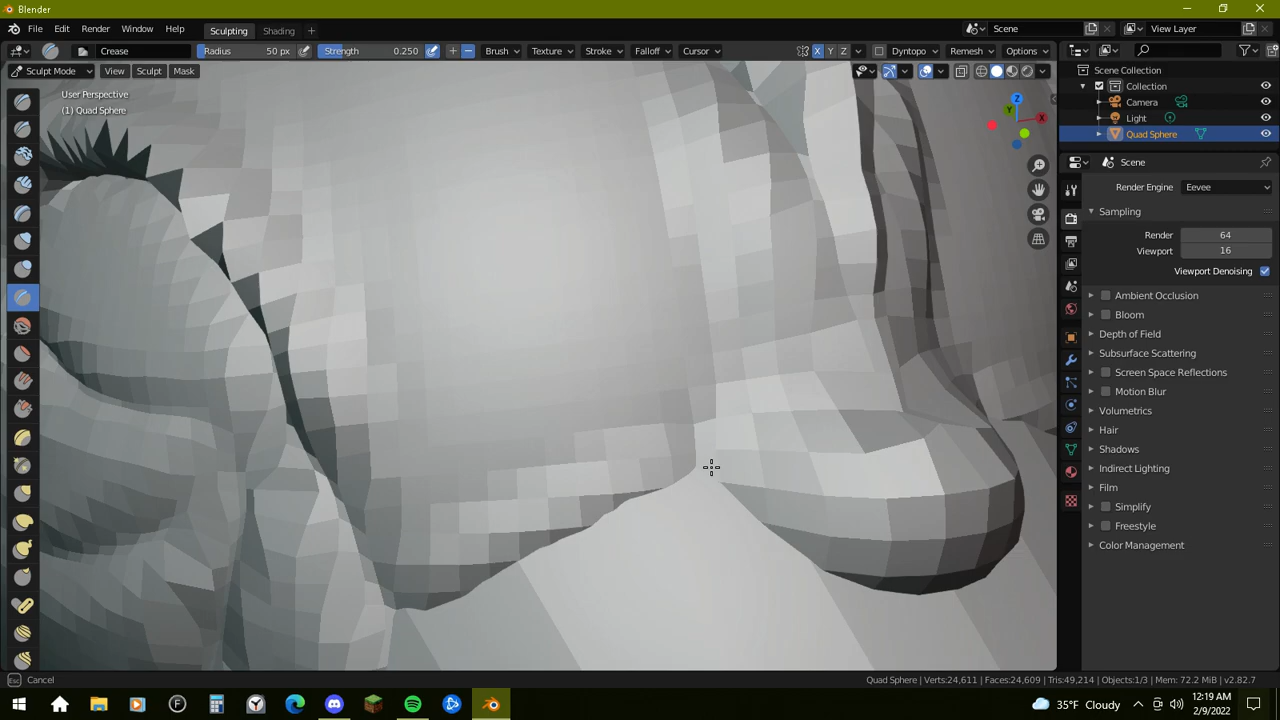 Blender
File Edit Render Window Help Sculpting Shading + Scene View Layer
Crease Radius 50 px Strength 0.250 Brush Texture Stroke Falloff Cursor X Y Z Dyntopo Remesh Options
Sculpt Mode View Sculpt Mask
User Perspective
(1) Quad Sphere
Z
Y
X
Scene Collection
Collection
Camera
Light
Quad Sphere
Scene
Render Engine Eevee
Sampling
Render 64
Viewport 16
Viewport Denoising
Ambient Occlusion
Bloom
Depth of Field
Subsurface Scattering
Screen Space Reflections
Motion Blur
Volumetrics
Hair
Shadows
Indirect Lighting
Film
Simplify
Freestyle
Color Management
Esc Cancel Quad Sphere | Verts:24,611 | Faces:24,609 | Tris:49,214 | Objects:1/3 | Mem: 72.2 MiB | v2.82.7
35°F Cloudy 12:19 AM
2/9/2022